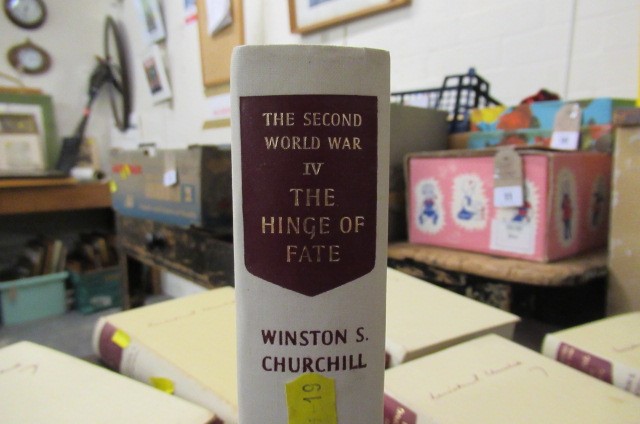 THE SECOND
WORLD WAR
IV
THE
HINGE OF
FATE
WINSTON S.
CHURCHILL
19